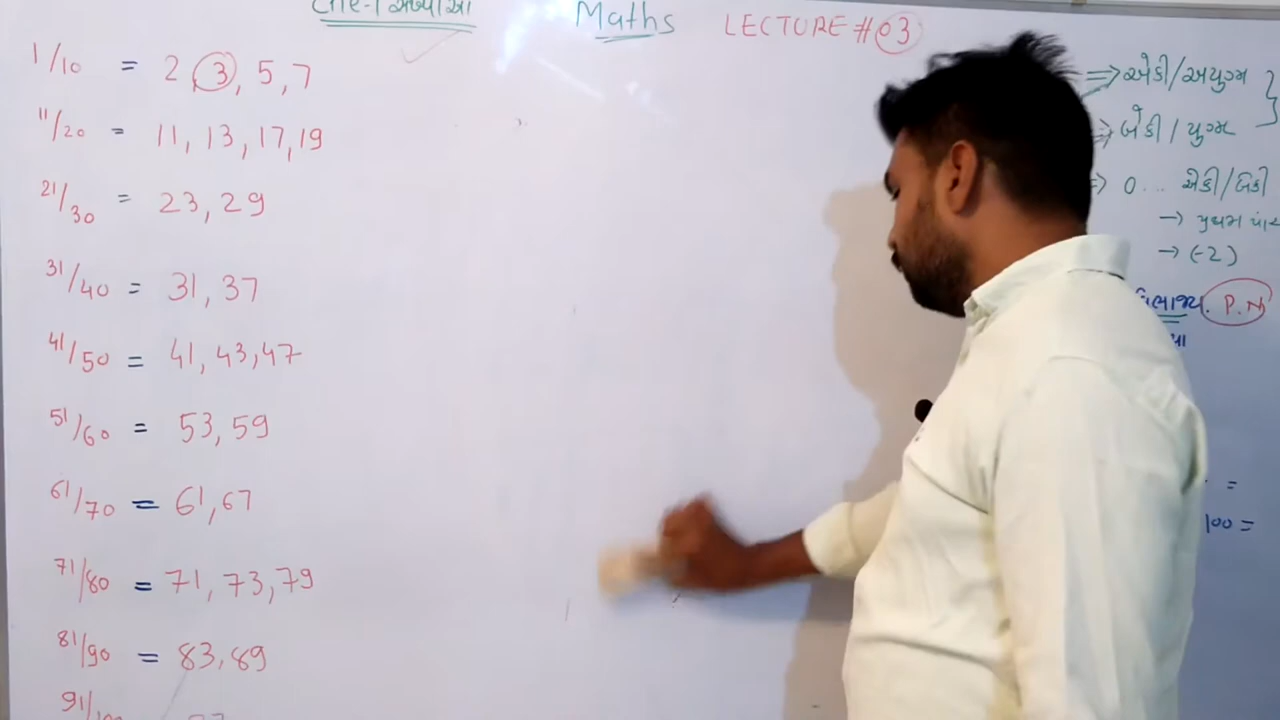 Maths LECTURE # 03
1/10 = 2, 3, 5, 7
11/20 = 11, 13, 17, 19
21/30 = 23, 29
31/40 = 31, 37
41/50 = 41, 43, 47
51/60 = 53, 59
61/70 = 61, 67
71/80 = 71, 73, 79
81/90 = 83, 89
91/
⇒ એકી/અયુગ્મ
⇒ બેકી/યુગ્મ
⇒ 0... એકી/બેકી
→ પ્રથમ
→ (-2)
P.N
=
100 =